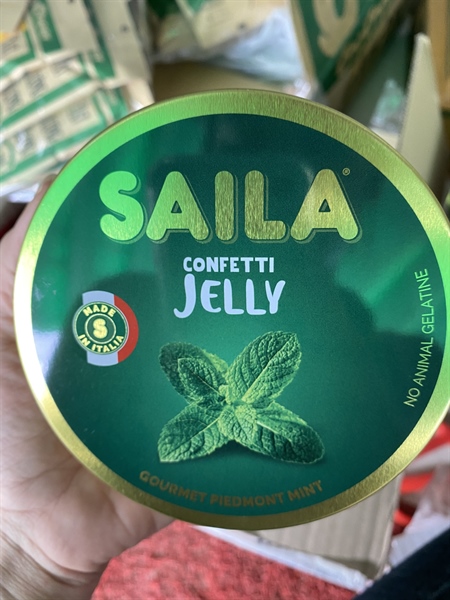 SAILA®
CONFETTI
JELLY
MADE
S
IN ITALIA
NO ANIMAL GELATINE
GOURMET PIEDMONT MINT